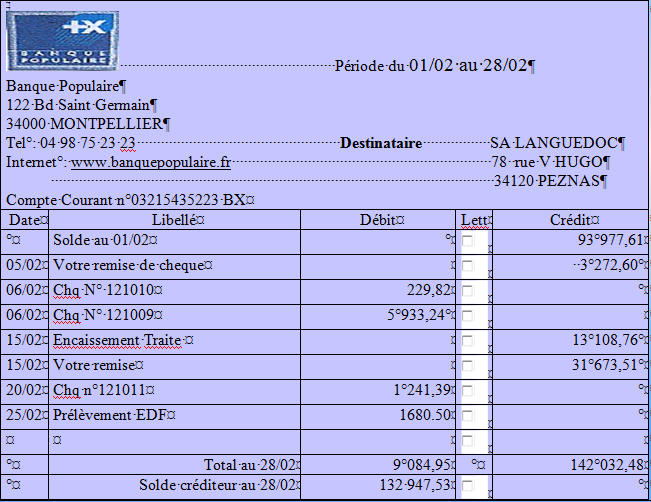 +X
BANQUE
POPULAIRE
Période du 01/02 au 28/02¶
Banque Populaire¶
122 Bd Saint Germain¶
34000 MONTPELLIER¶
Tel°: 04 98 75 23 23 Destinataire SA LANGUEDOC¶
Internet°: www.banquepopulaire.fr 78 rue V HUGO¶
34120 PEZNAS¶
Compte Courant n°03215435223 BX¤
Date¤ Libellé¤ Débit¤ Lett¤ Crédit¤
°¤ Solde au 01/02¤ °¤ ¤ 93°977,61¤
05/02¤ Votre remise de cheque¤ ¤ ¤ 3°272,60°¤
06/02¤ Chq N° 121010¤ 229,82¤ ¤ °¤
06/02¤ Chq N° 121009¤ 5°933,24°¤ ¤ °¤
15/02¤ Encaissement Traite ¤ ¤ ¤ 13°108,76°¤
15/02¤ Votre remise¤ ¤ ¤ 31°673,51°¤
20/02¤ Chq n°121011¤ 1°241,39¤ ¤ °¤
25/02¤ Prélèvement EDF¤ 1680.50¤ ¤ °¤
¤ ¤ ¤ ¤ ¤
°¤ Total au 28/02¤ 9°084,95¤ °¤ 142°032,48¤
°¤ Solde créditeur au 28/02¤ 132 947,53¤ ¤ °¤